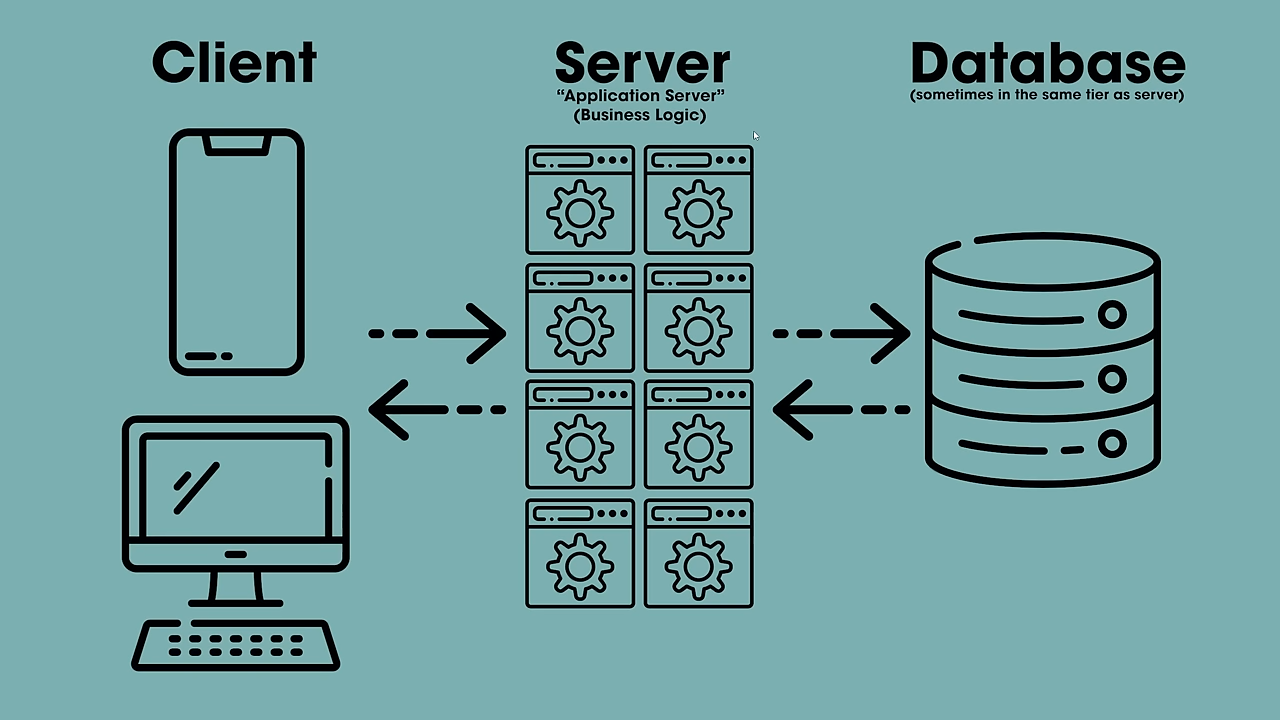 Client
Server
“Application Server”
(Business Logic)
Database
(sometimes in the same tier as server)